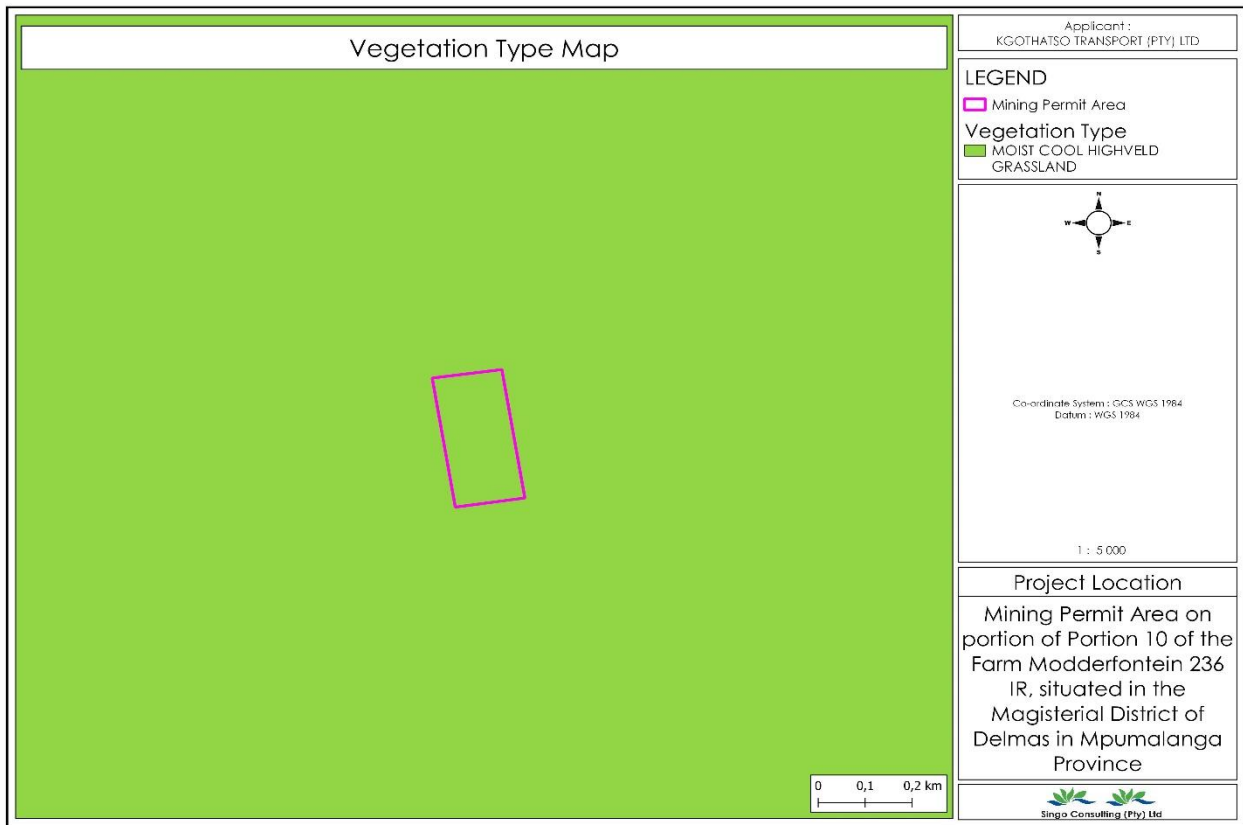 Vegetation Type Map
Applicant :
KGOTHATSO TRANSPORT (PTY) LTD
LEGEND
Mining Permit Area
Vegetation Type
MOIST COOL HIGHVELD
GRASSLAND
N
W E
S
Co-ordinate System : GCS WGS 1984
Datum : WGS 1984
1 : 5 000
Project Location
Mining Permit Area on
portion of Portion 10 of the
Farm Modderfontein 236
IR, situated in the
Magisterial District of
Delmas in Mpumalanga
Province
0 0,1 0,2 km
Singo Consulting (Pty) Ltd